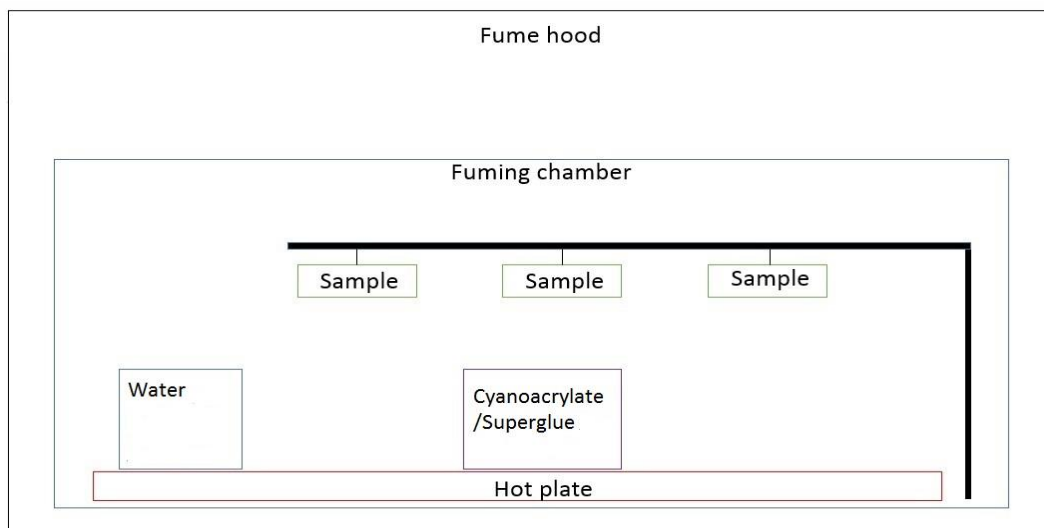 Fume hood
Fuming chamber
Sample
Sample
Sample
Water
Cyanoacrylate
/Superglue
Hot plate